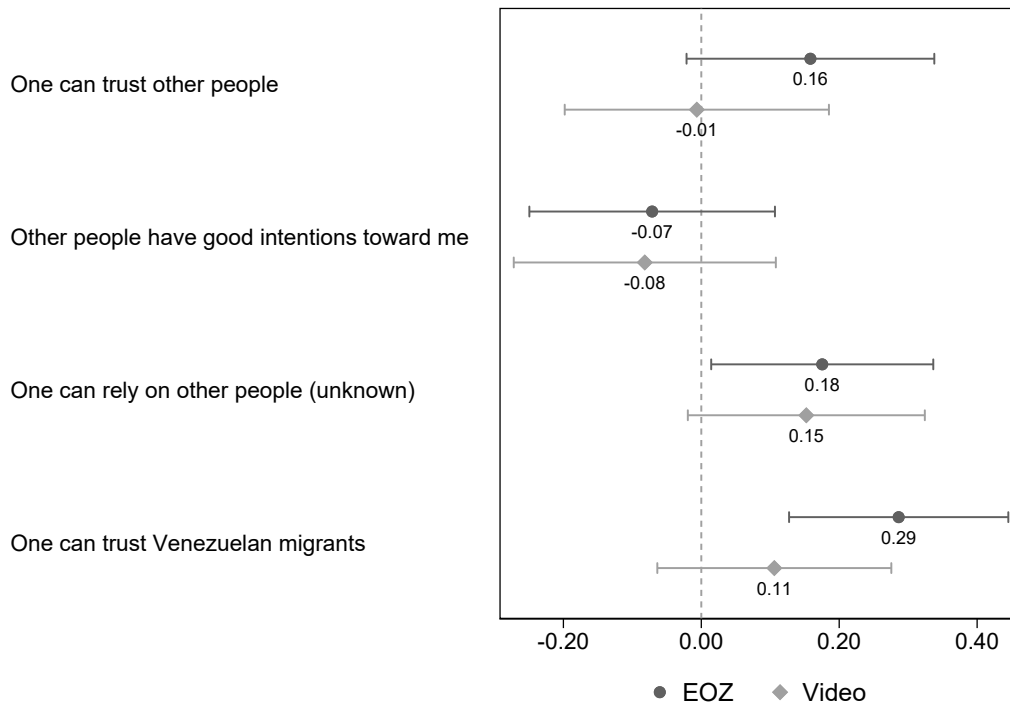 One can trust other people
0.16
-0.01
Other people have good intentions toward me
-0.07
-0.08
One can rely on other people (unknown)
0.18
0.15
One can trust Venezuelan migrants
0.29
0.11
-0.20 0.00 0.20 0.40
EOZ Video